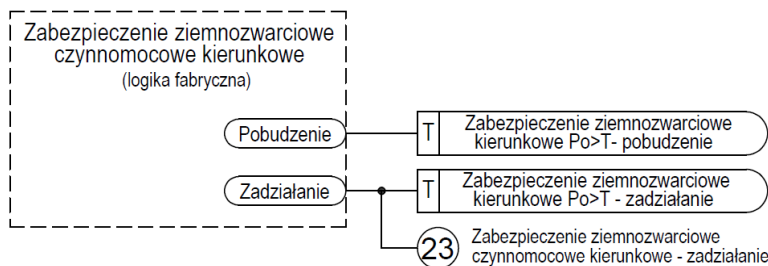 Zabezpieczenie ziemnozwarciowe
czynnomocowe kierunkowe
(logika fabryczna)
Pobudzenie
T
Zabezpieczenie ziemnozwarciowe
kierunkowe Po>T- pobudzenie
Zadziałanie
T
Zabezpieczenie ziemnozwarciowe
kierunkowe Po>T - zadziałanie
23
Zabezpieczenie ziemnozwarciowe
czynnomocowe kierunkowe - zadziałanie